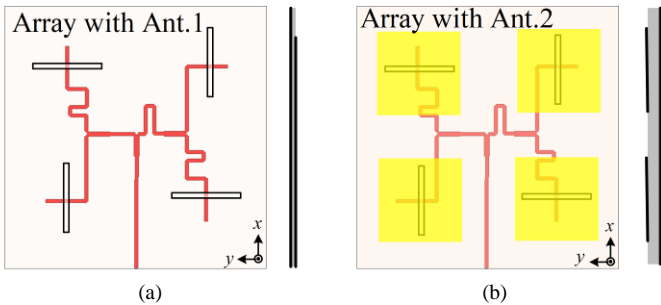 Array with Ant.1
x
y
(a)
Array with Ant.2
x
y
(b)